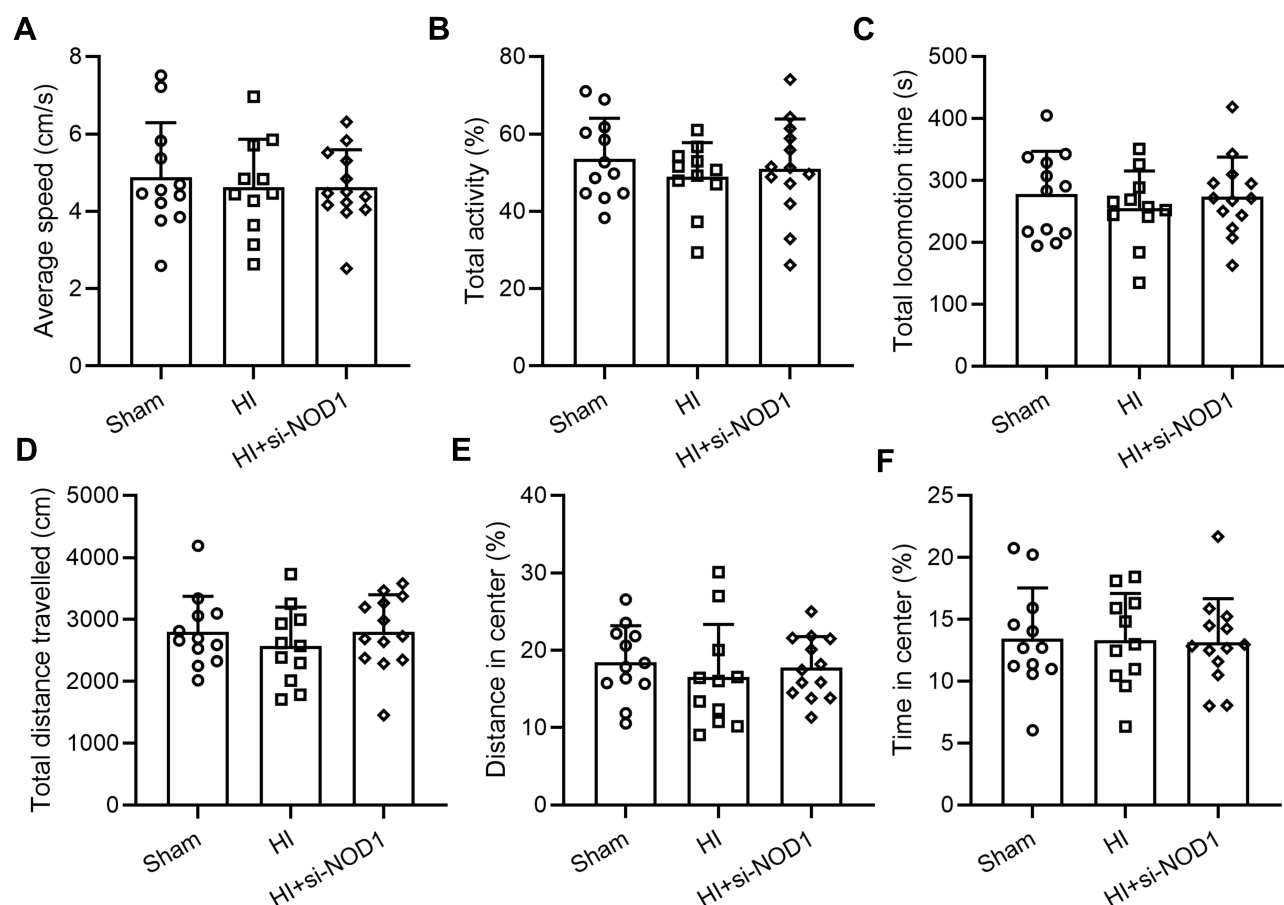 A
Average speed (cm/s)
8
6
4
2
0
Sham
HI
HI+si-NOD1
B
Total activity (%)
80
60
40
20
0
Sham
HI
HI+si-NOD1
C
Total locomotion time (s)
500
400
300
200
100
0
Sham
HI
HI+si-NOD1
D
Total distance travelled (cm)
5000
4000
3000
2000
1000
0
Sham
HI
HI+si-NOD1
E
Distance in center (%)
40
30
20
10
0
Sham
HI
HI+si-NOD1
F
Time in center (%)
25
20
15
10
5
0
Sham
HI
HI+si-NOD1